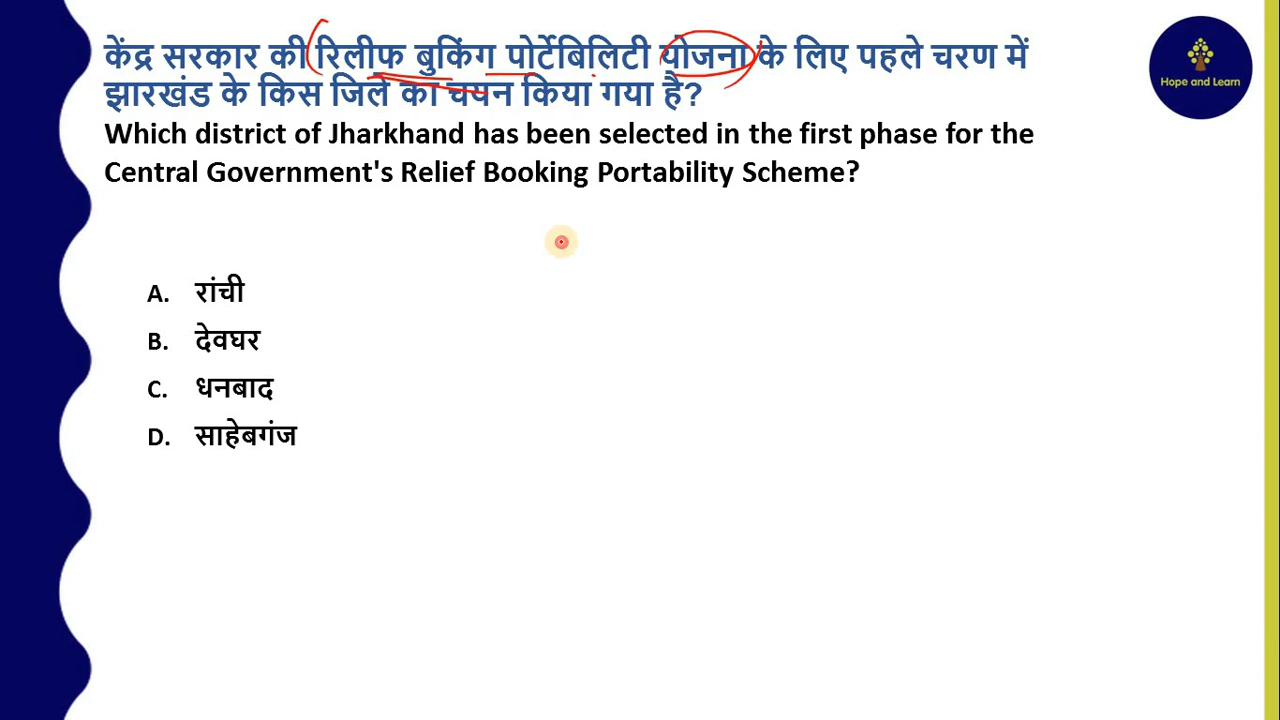 केंद्र सरकार की रिलीफ बुकिंग पोर्टेबिलिटी योजना के लिए पहले चरण में
झारखंड के किस जिले का चयन किया गया है?
Hope and Learn
Which district of Jharkhand has been selected in the first phase for the
Central Government's Relief Booking Portability Scheme?
A. रांची
B. देवघर
C. धनबाद
D. साहेबगंज